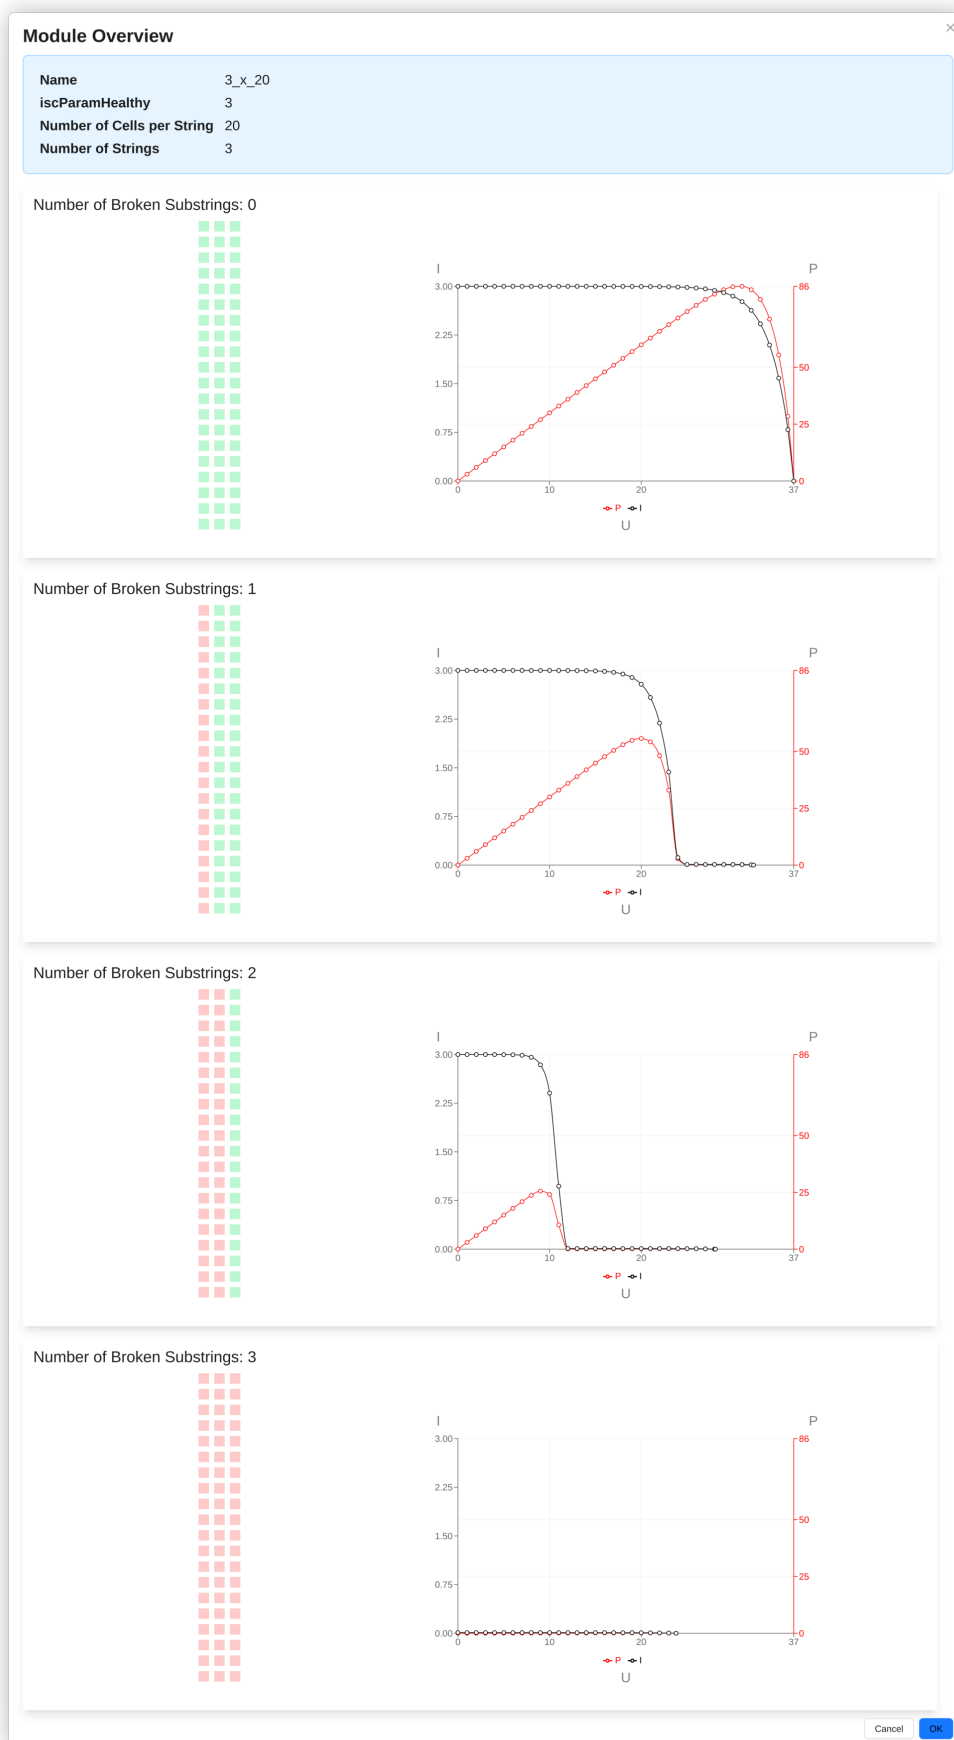 Module Overview
Name 3_x_20
iscParamHealthy 3
Number of Cells per String 20
Number of Strings 3
Number of Broken Substrings: 0
I P
3.00 86
2.25
50
1.50
25
0.75
0.00 0
0 10 20 37
P I
U
Number of Broken Substrings: 1
I P
3.00 86
2.25
50
1.50
25
0.75
0.00 0
0 10 20 37
P I
U
Number of Broken Substrings: 2
I P
3.00 86
2.25
50
1.50
25
0.75
0.00 0
0 10 20 37
P I
U
Number of Broken Substrings: 3
I P
3.00 86
2.25
50
1.50
25
0.75
0.00 0
0 10 20 37
P I
U
Cancel OK